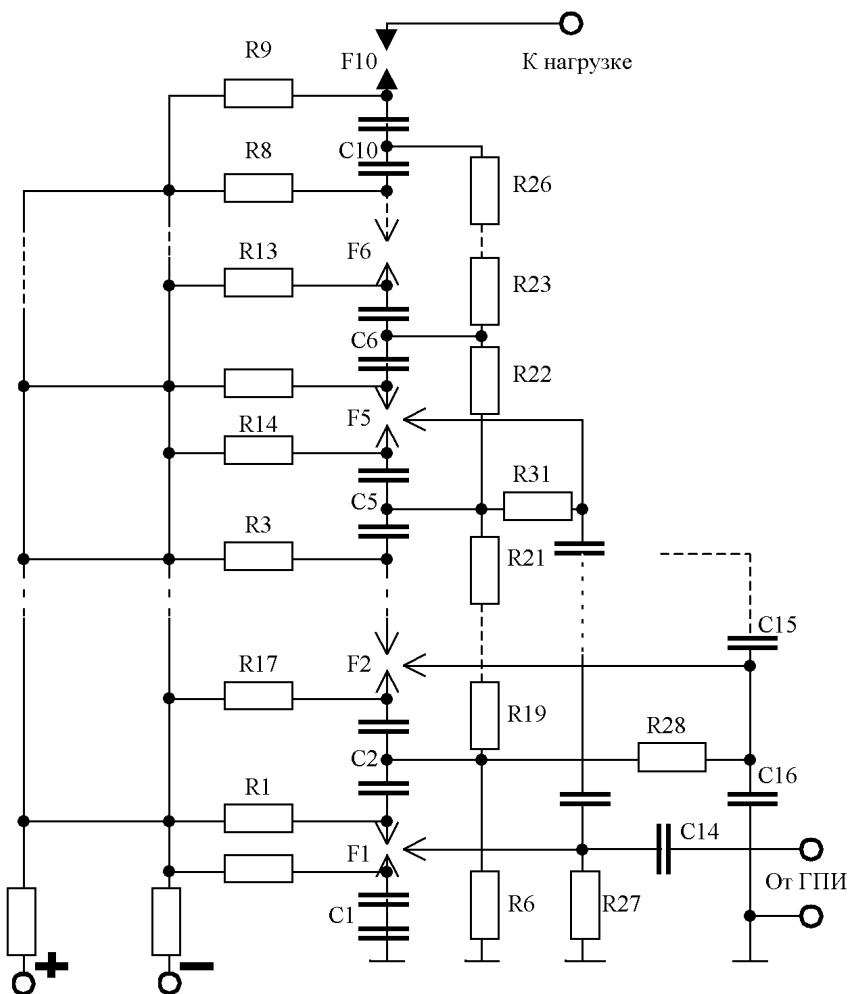 R9
F10
К нагрузке
C10
R8
R26
R13
F6
R23
C6
R22
F5
R14
R31
C5
R3
R21
C15
R17
F2
R19
R28
C2
C16
R1
C14
F1
От ГПИ
C1
R6
R27
+
−